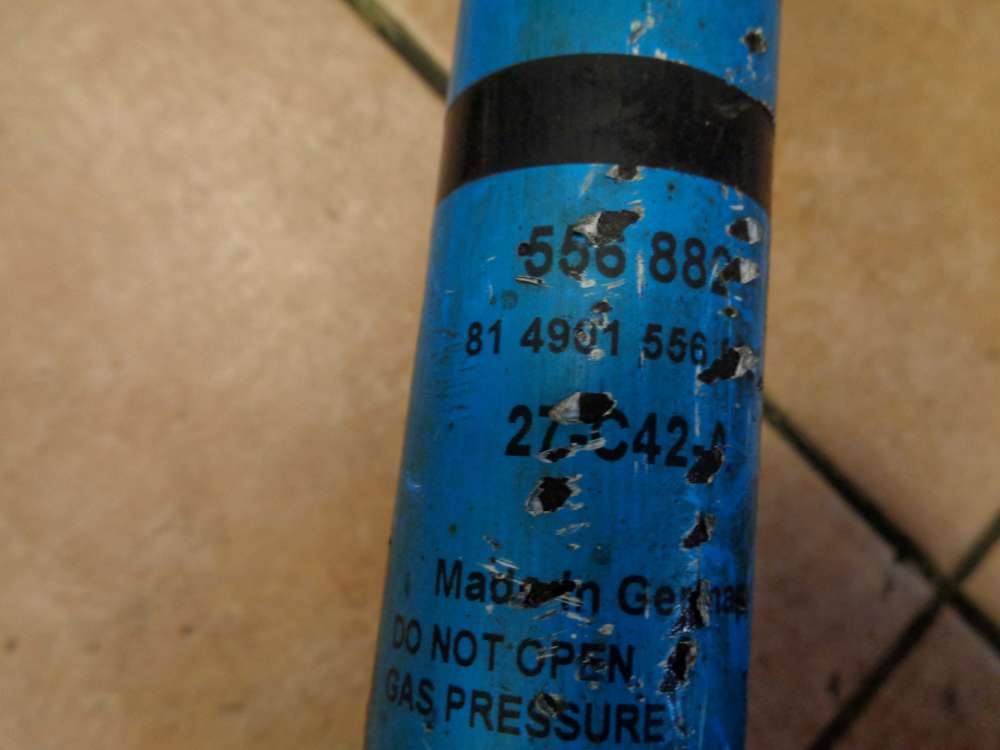 556 882
81 4901 556
27-C42-A
Made in Germany
DO NOT OPEN
GAS PRESSURE